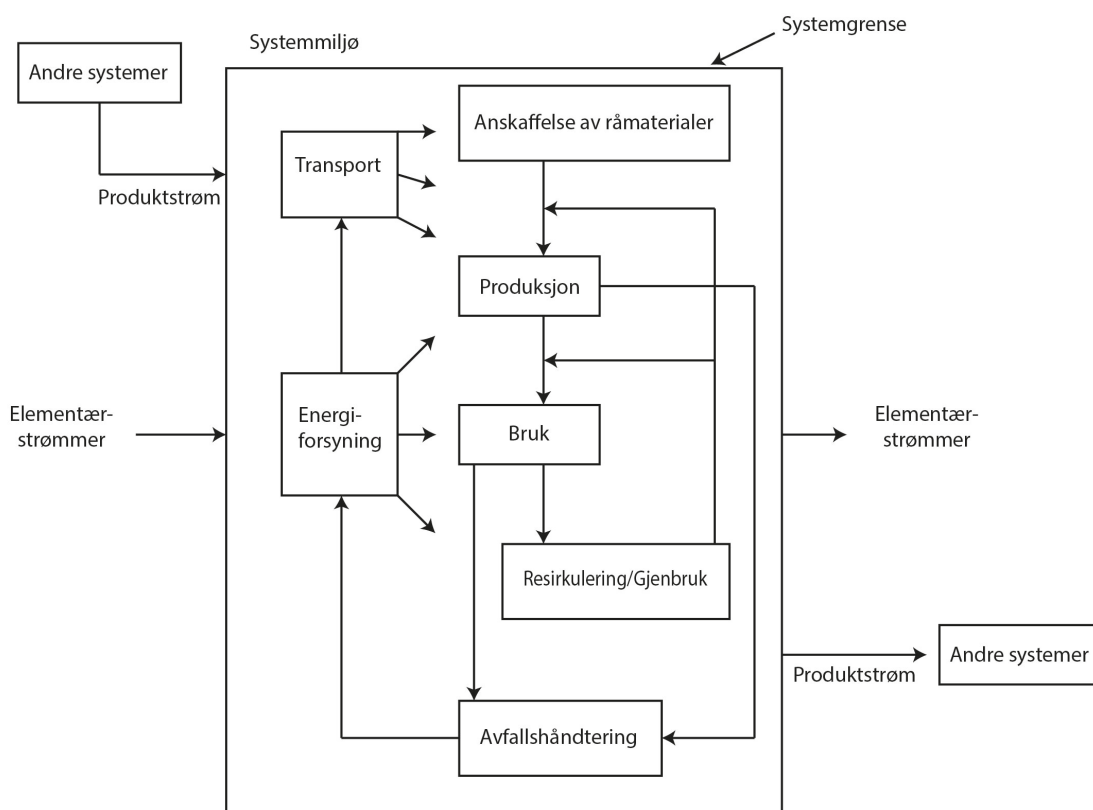 Systemgrense
Systemmiljø
Andre systemer
Anskaffelse av råmaterialer
Transport
Produktstrøm
Produksjon
Elementær-
strømmer
Energi-
forsyning
Bruk
Elementær-
strømmer
Resirkulering/Gjenbruk
Andre systemer
Produktstrøm
Avfallshåndtering